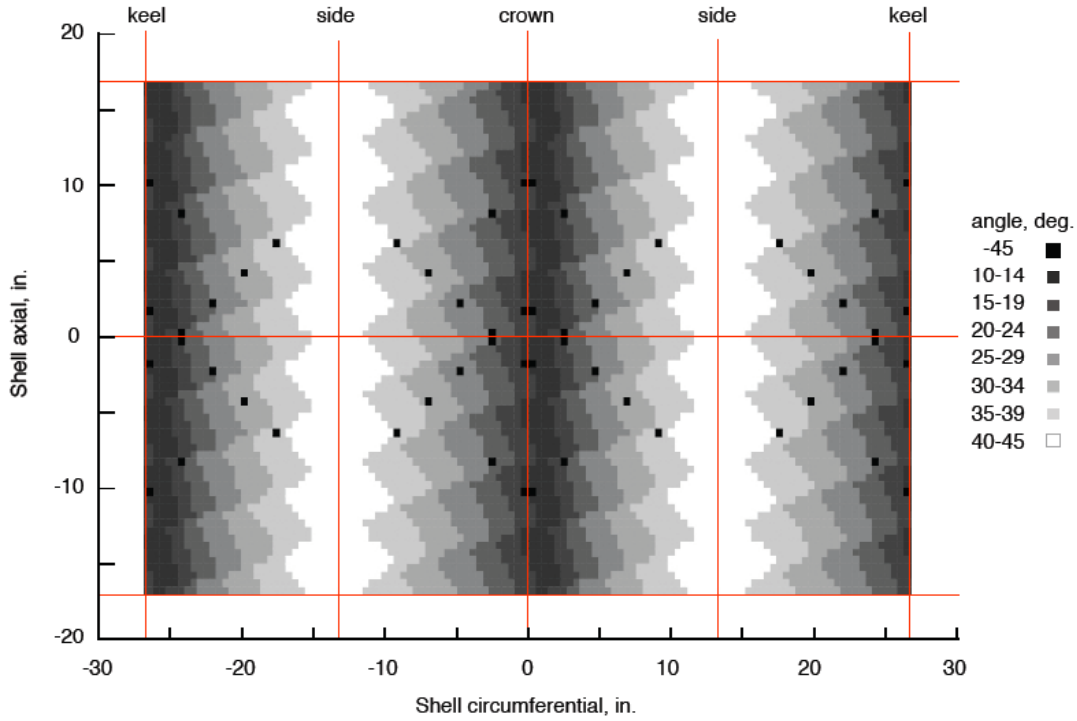 keel side crown side keel
20
10
0
-10
-20
Shell axial, in.
-30 -20 -10 0 10 20 30
Shell circumferential, in.
angle, deg.
-45
10-14
15-19
20-24
25-29
30-34
35-39
40-45